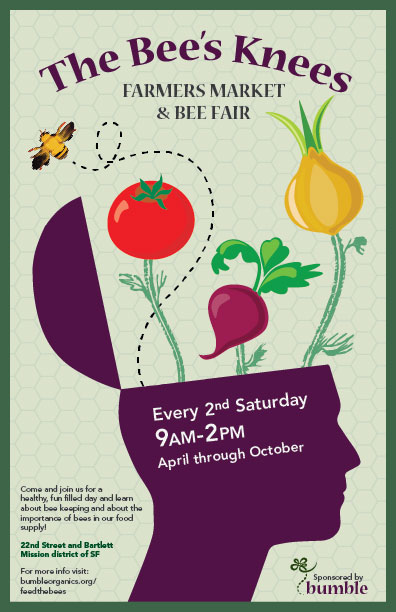 The Bee's Knees
FARMERS MARKET
& BEE FAIR
Every 2nd Saturday
9AM-2PM
April through October
Come and join us for a
healthy, fun filled day and learn
about bee keeping and about the
importance of bees in our food
supply!
22nd Street and Bartlett
Mission district of SF
For more info visit:
bumbleorganics.org/
feedthebees
Sponsored by
bumble